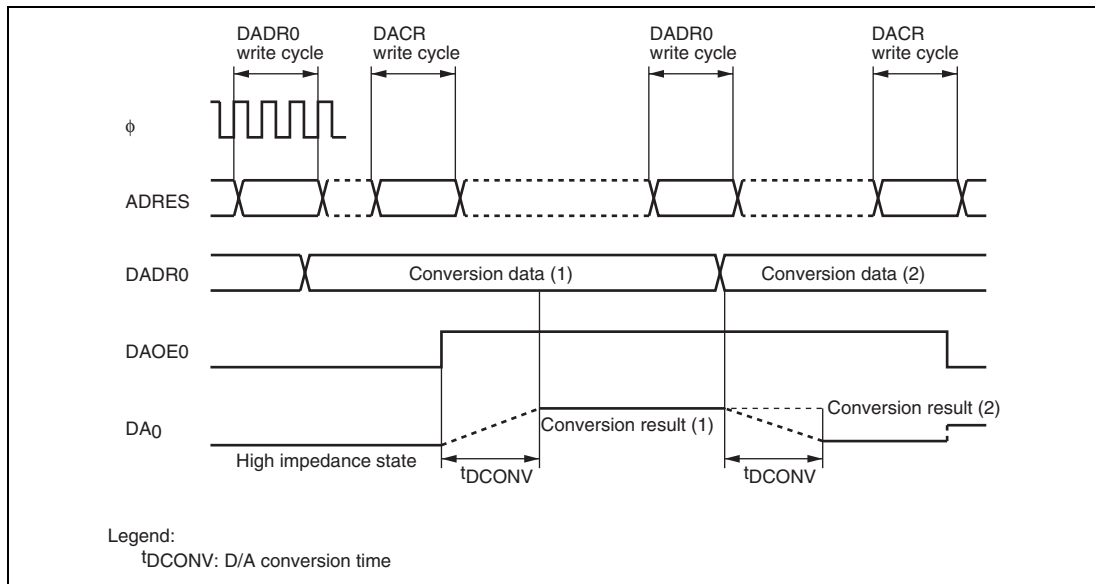 DADR0
write cycle
DACR
write cycle
DADR0
write cycle
DACR
write cycle
ϕ
ADRES
DADR0
Conversion data (1)
Conversion data (2)
DAOE0
DA0
Conversion result (1)
Conversion result (2)
High impedance state
tDCONV
tDCONV
Legend:
tDCONV: D/A conversion time